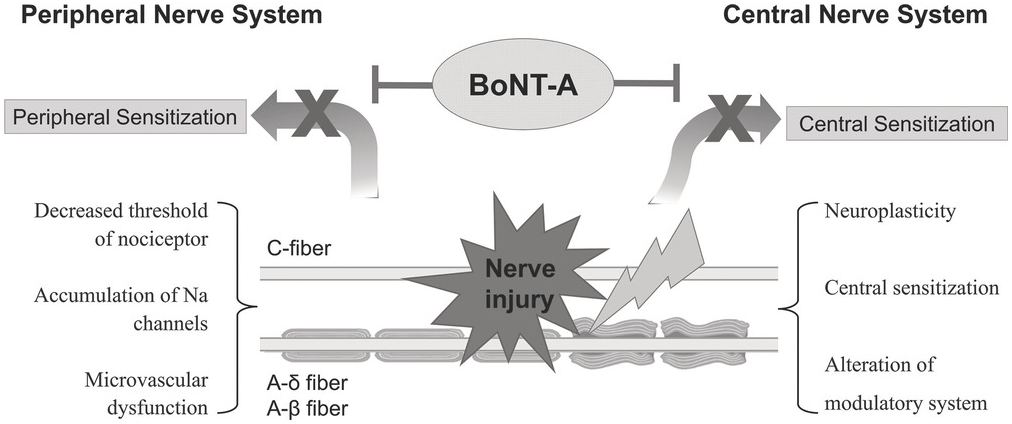 Peripheral Nerve System
Central Nerve System
BoNT-A
Peripheral Sensitization
Central Sensitization
Decreased threshold
of nociceptor
Accumulation of Na
channels
Microvascular
dysfunction
C-fiber
Nerve
injury
A-δ fiber
A-β fiber
Neuroplasticity
Central sensitization
Alteration of
modulatory system